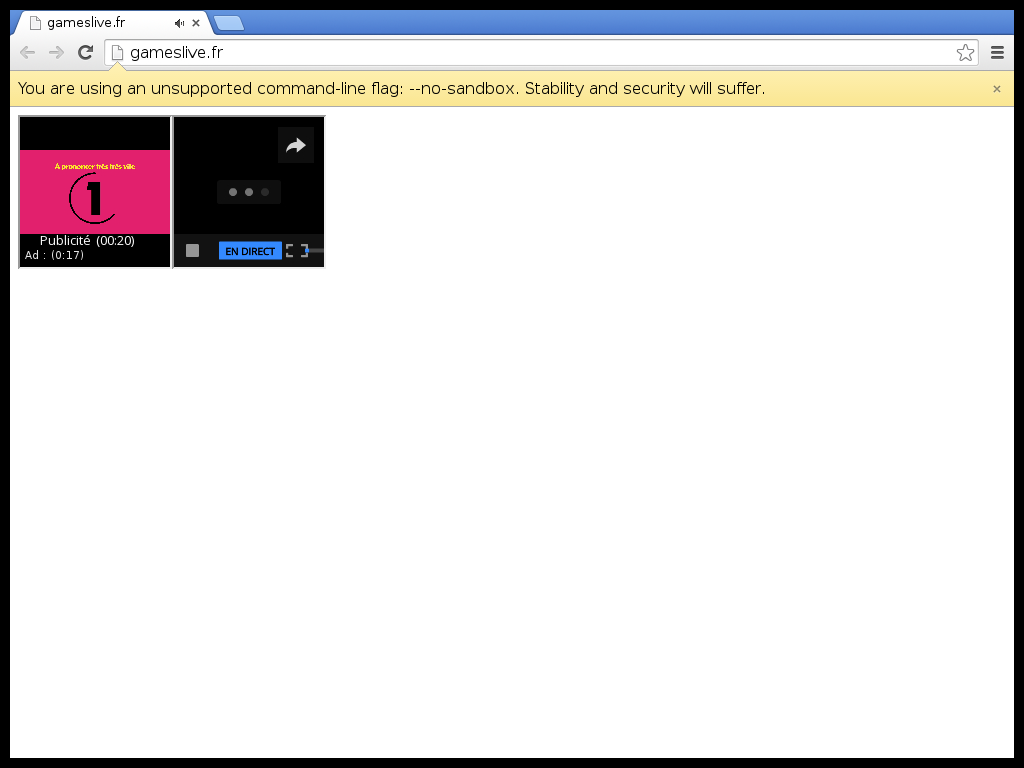 gameslive.fr
gameslive.fr
You are using an unsupported command-line flag: --no-sandbox. Stability and security will suffer.
À prononcer très très vite
1
Publicité (00:20)
Ad : (0:17)
EN DIRECT